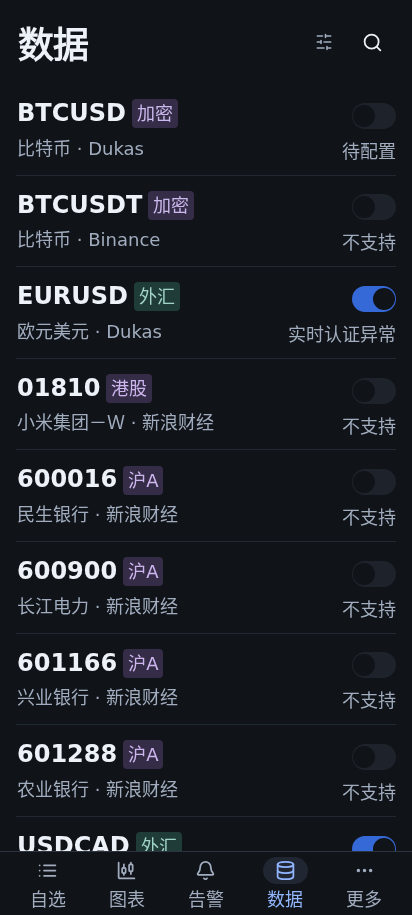 数据
BTCUSD 加密
比特币 · Dukas
待配置
BTCUSDT 加密
比特币 · Binance
不支持
EURUSD 外汇
欧元美元 · Dukas
实时认证异常
01810 港股
小米集团－W · 新浪财经
不支持
600016 沪A
民生银行 · 新浪财经
不支持
600900 沪A
长江电力 · 新浪财经
不支持
601166 沪A
兴业银行 · 新浪财经
不支持
601288 沪A
农业银行 · 新浪财经
不支持
USDCAD 外汇
自选 图表 告警 数据 更多